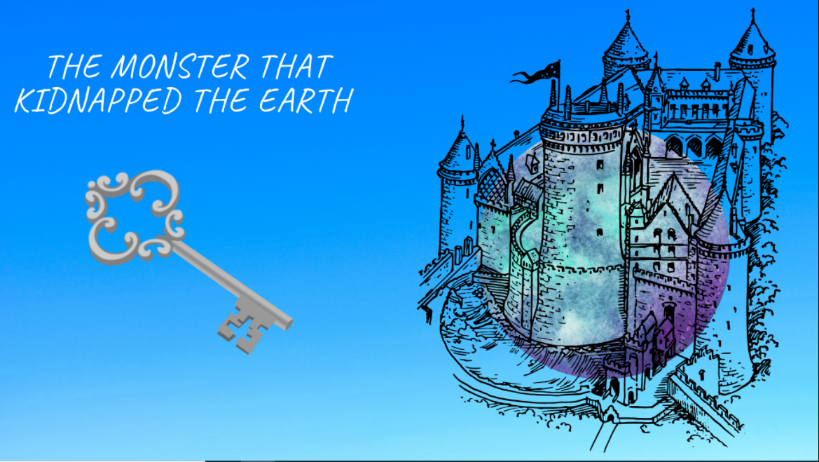 THE MONSTER THAT
KIDNAPPED THE EARTH